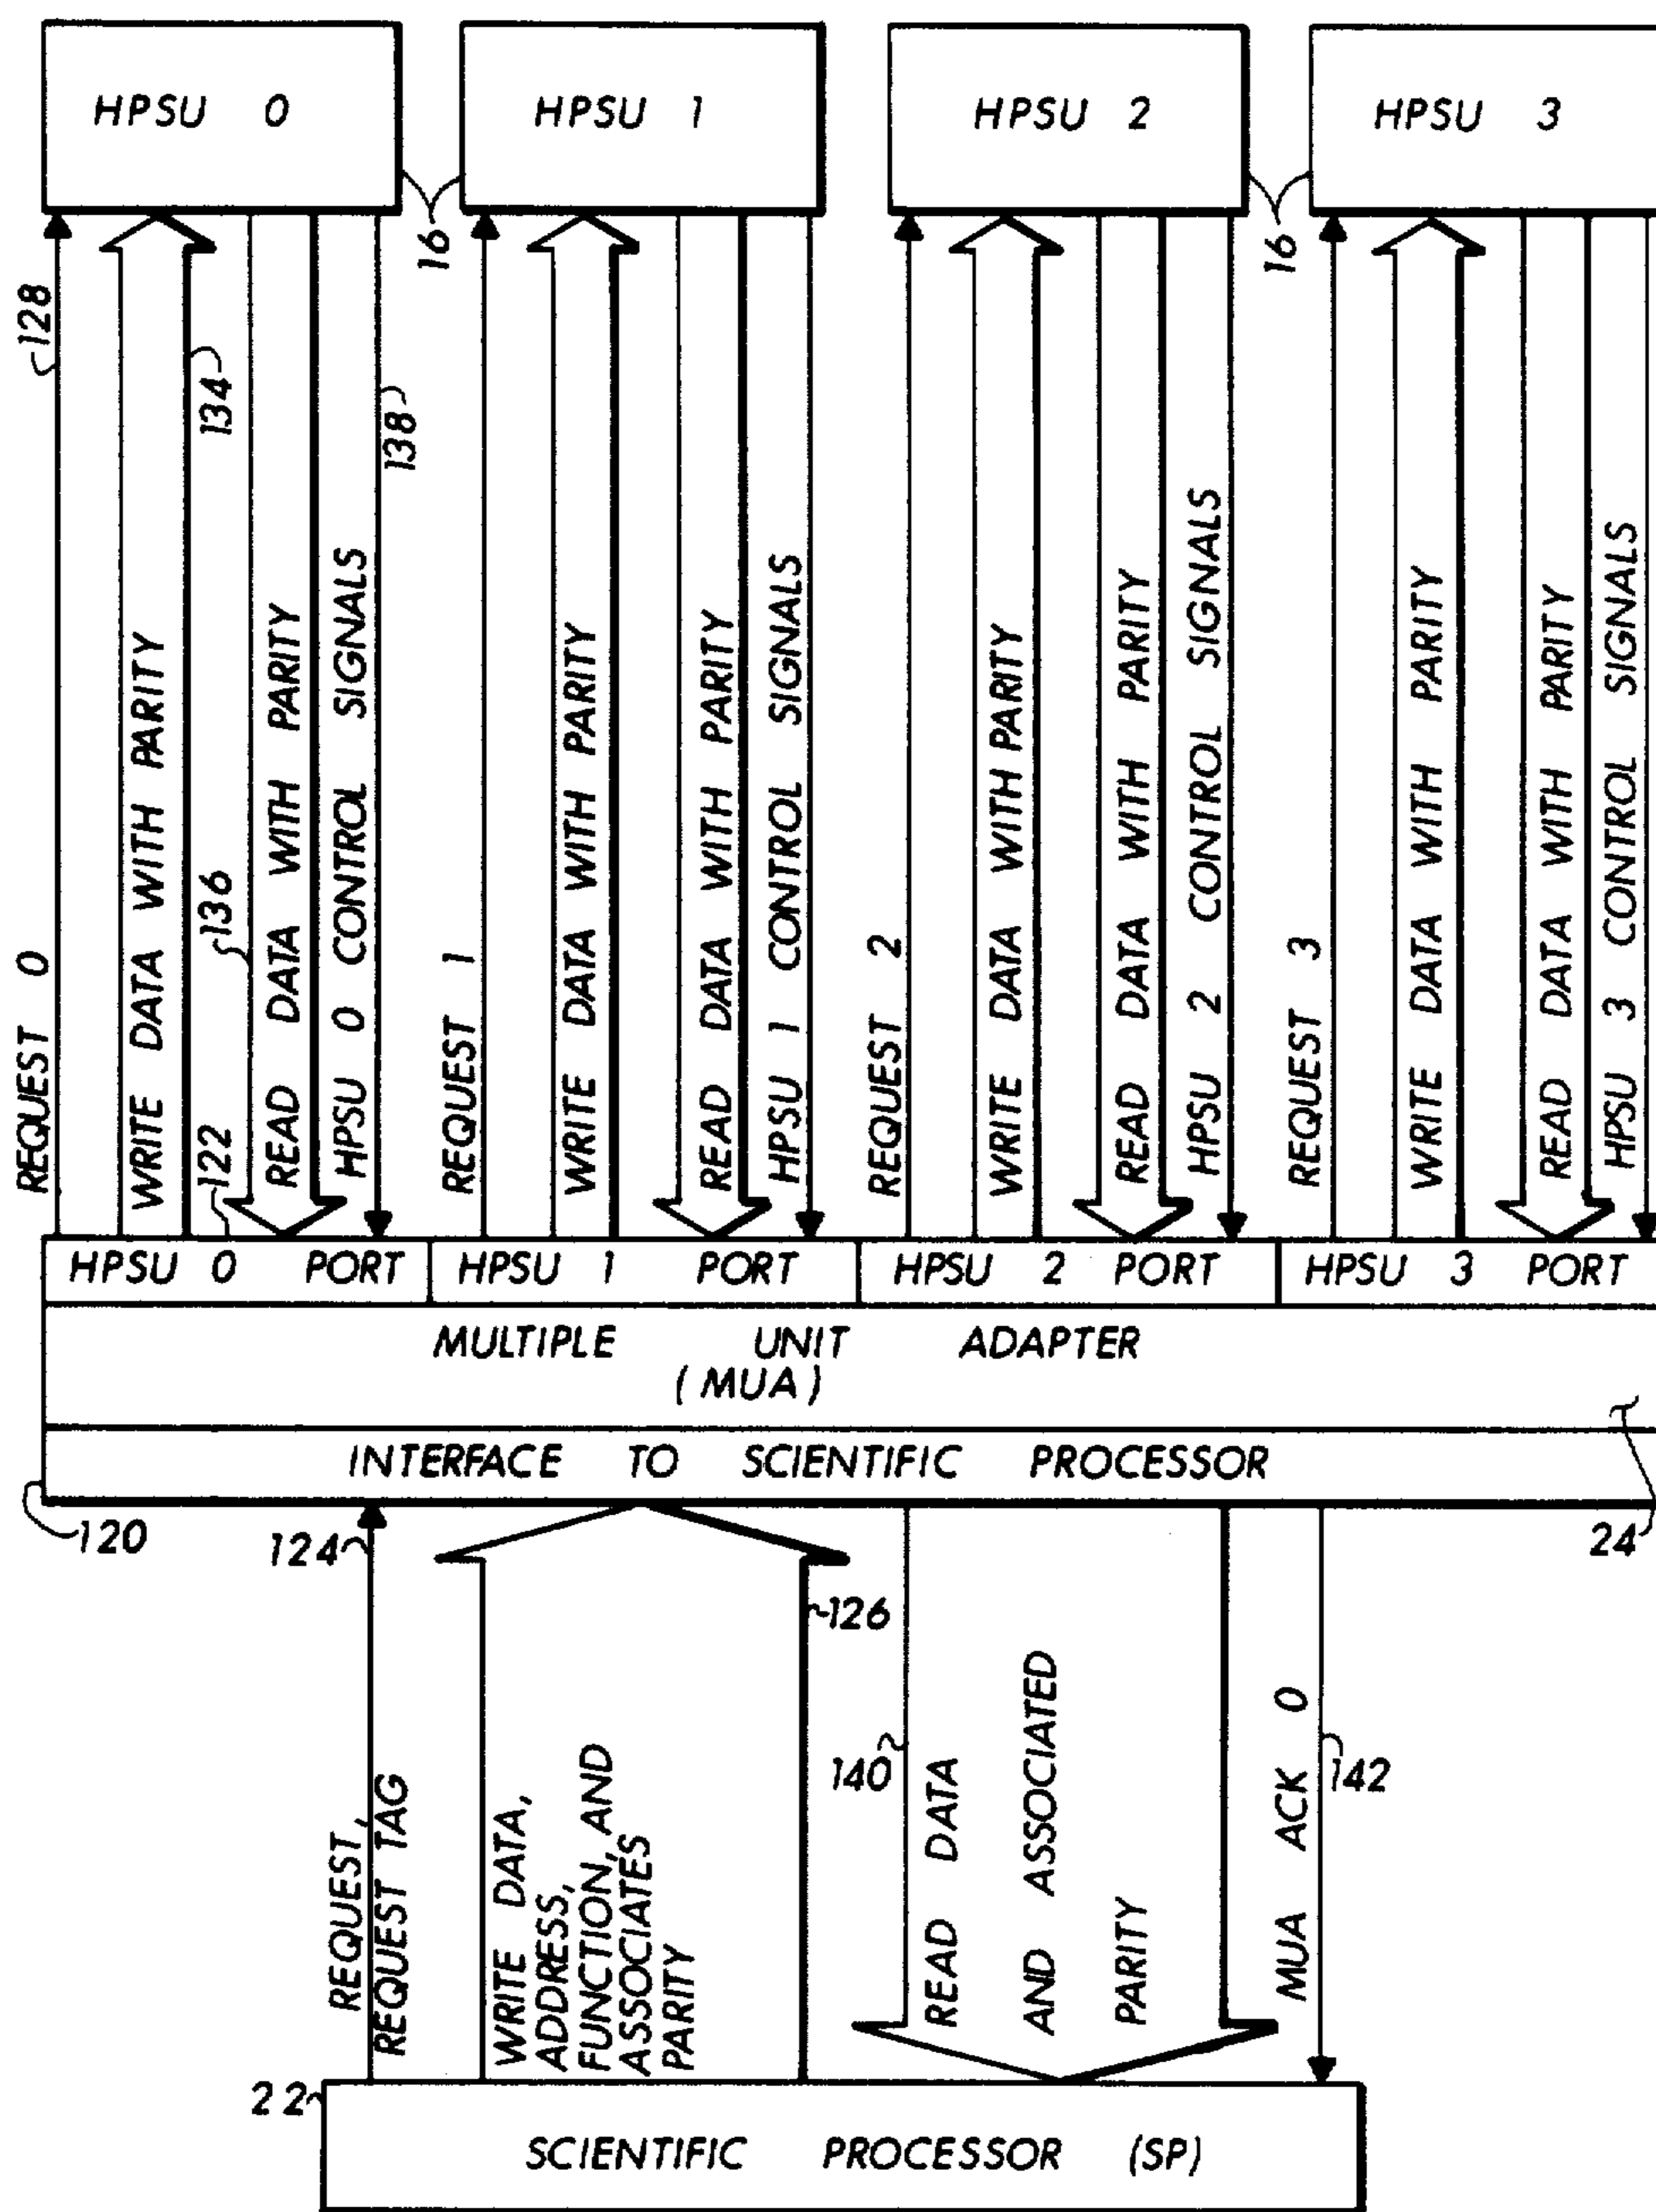 HPSU 0
HPSU 1
HPSU 2
HPSU 3
16
16
128
134
138
136
122
REQUEST 0
WRITE DATA WITH PARITY
READ DATA WITH PARITY
HPSU 0 CONTROL SIGNALS
REQUEST 1
WRITE DATA WITH PARITY
READ DATA WITH PARITY
HPSU 1 CONTROL SIGNALS
REQUEST 2
WRITE DATA WITH PARITY
READ DATA WITH PARITY
HPSU 2 CONTROL SIGNALS
REQUEST 3
WRITE DATA WITH PARITY
READ DATA WITH PARITY
HPSU 3 CONTROL SIGNALS
HPSU 0 PORT
HPSU 1 PORT
HPSU 2 PORT
HPSU 3 PORT
MULTIPLE UNIT ADAPTER
(MUA)
INTERFACE TO SCIENTIFIC PROCESSOR
120
124
126
24
140
142
REQUEST,
REQUEST TAG
WRITE DATA,
ADDRESS,
FUNCTION, AND
ASSOCIATES
PARITY
READ DATA
AND ASSOCIATED
PARITY
MUA ACK 0
22
SCIENTIFIC PROCESSOR (SP)